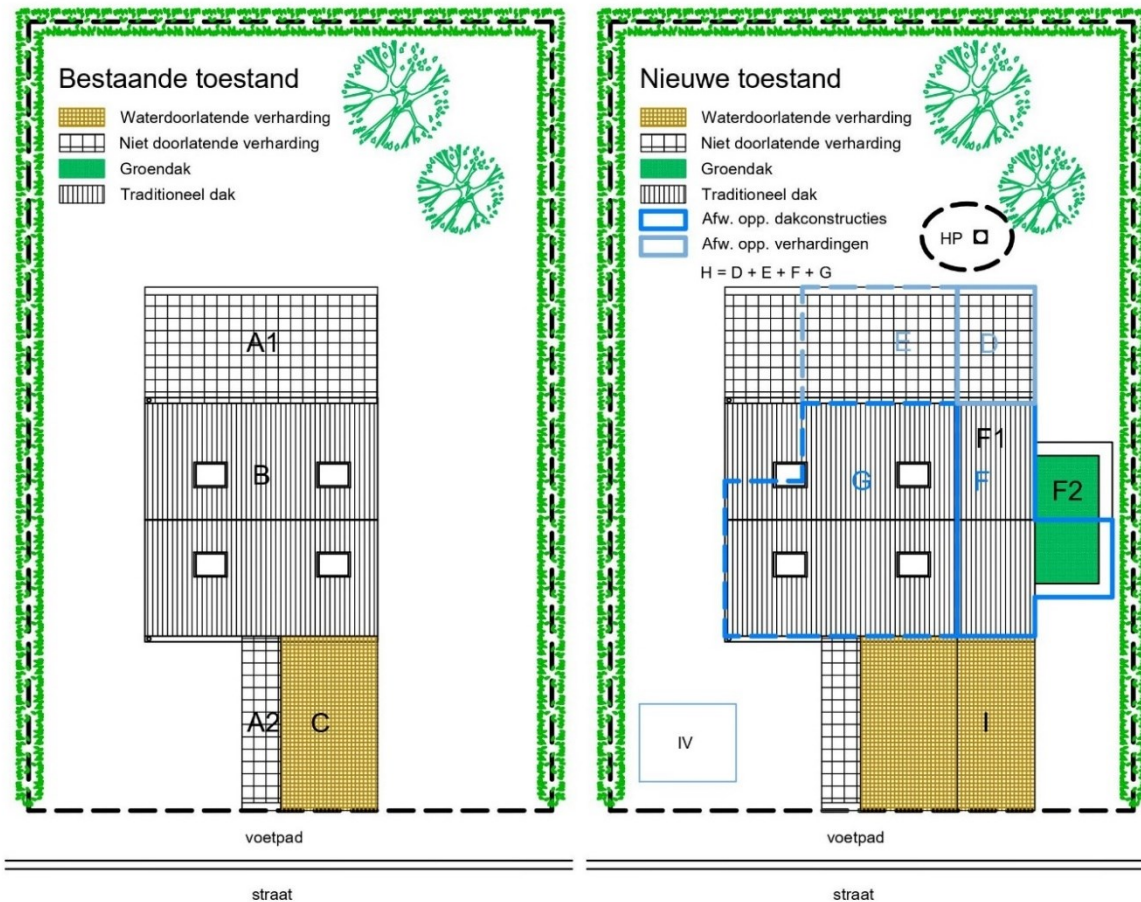 Bestaande toestand
Waterdoorlatende verharding
Niet doorlatende verharding
Groendak
Traditioneel dak
A1
B
A2
C
voetpad
straat
Nieuwe toestand
Waterdoorlatende verharding
Niet doorlatende verharding
Groendak
Traditioneel dak
Afw. opp. dakconstructies
Afw. opp. verhardingen
H = D + E + F + G
HP
E
D
F1
G
F
F2
IV
I
voetpad
straat